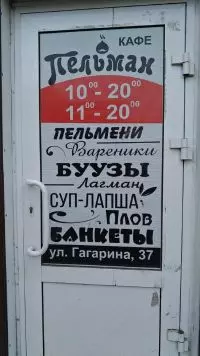 КАФЕ
Пельман
10⁰⁰ - 20⁰⁰
11⁰⁰ - 20⁰⁰
ПЕЛЬМЕНИ
Вареники
БУУЗЫ
Лагман
СУП-ЛАПША
Плов
БАНКЕТЫ
ул. Гагарина, 37